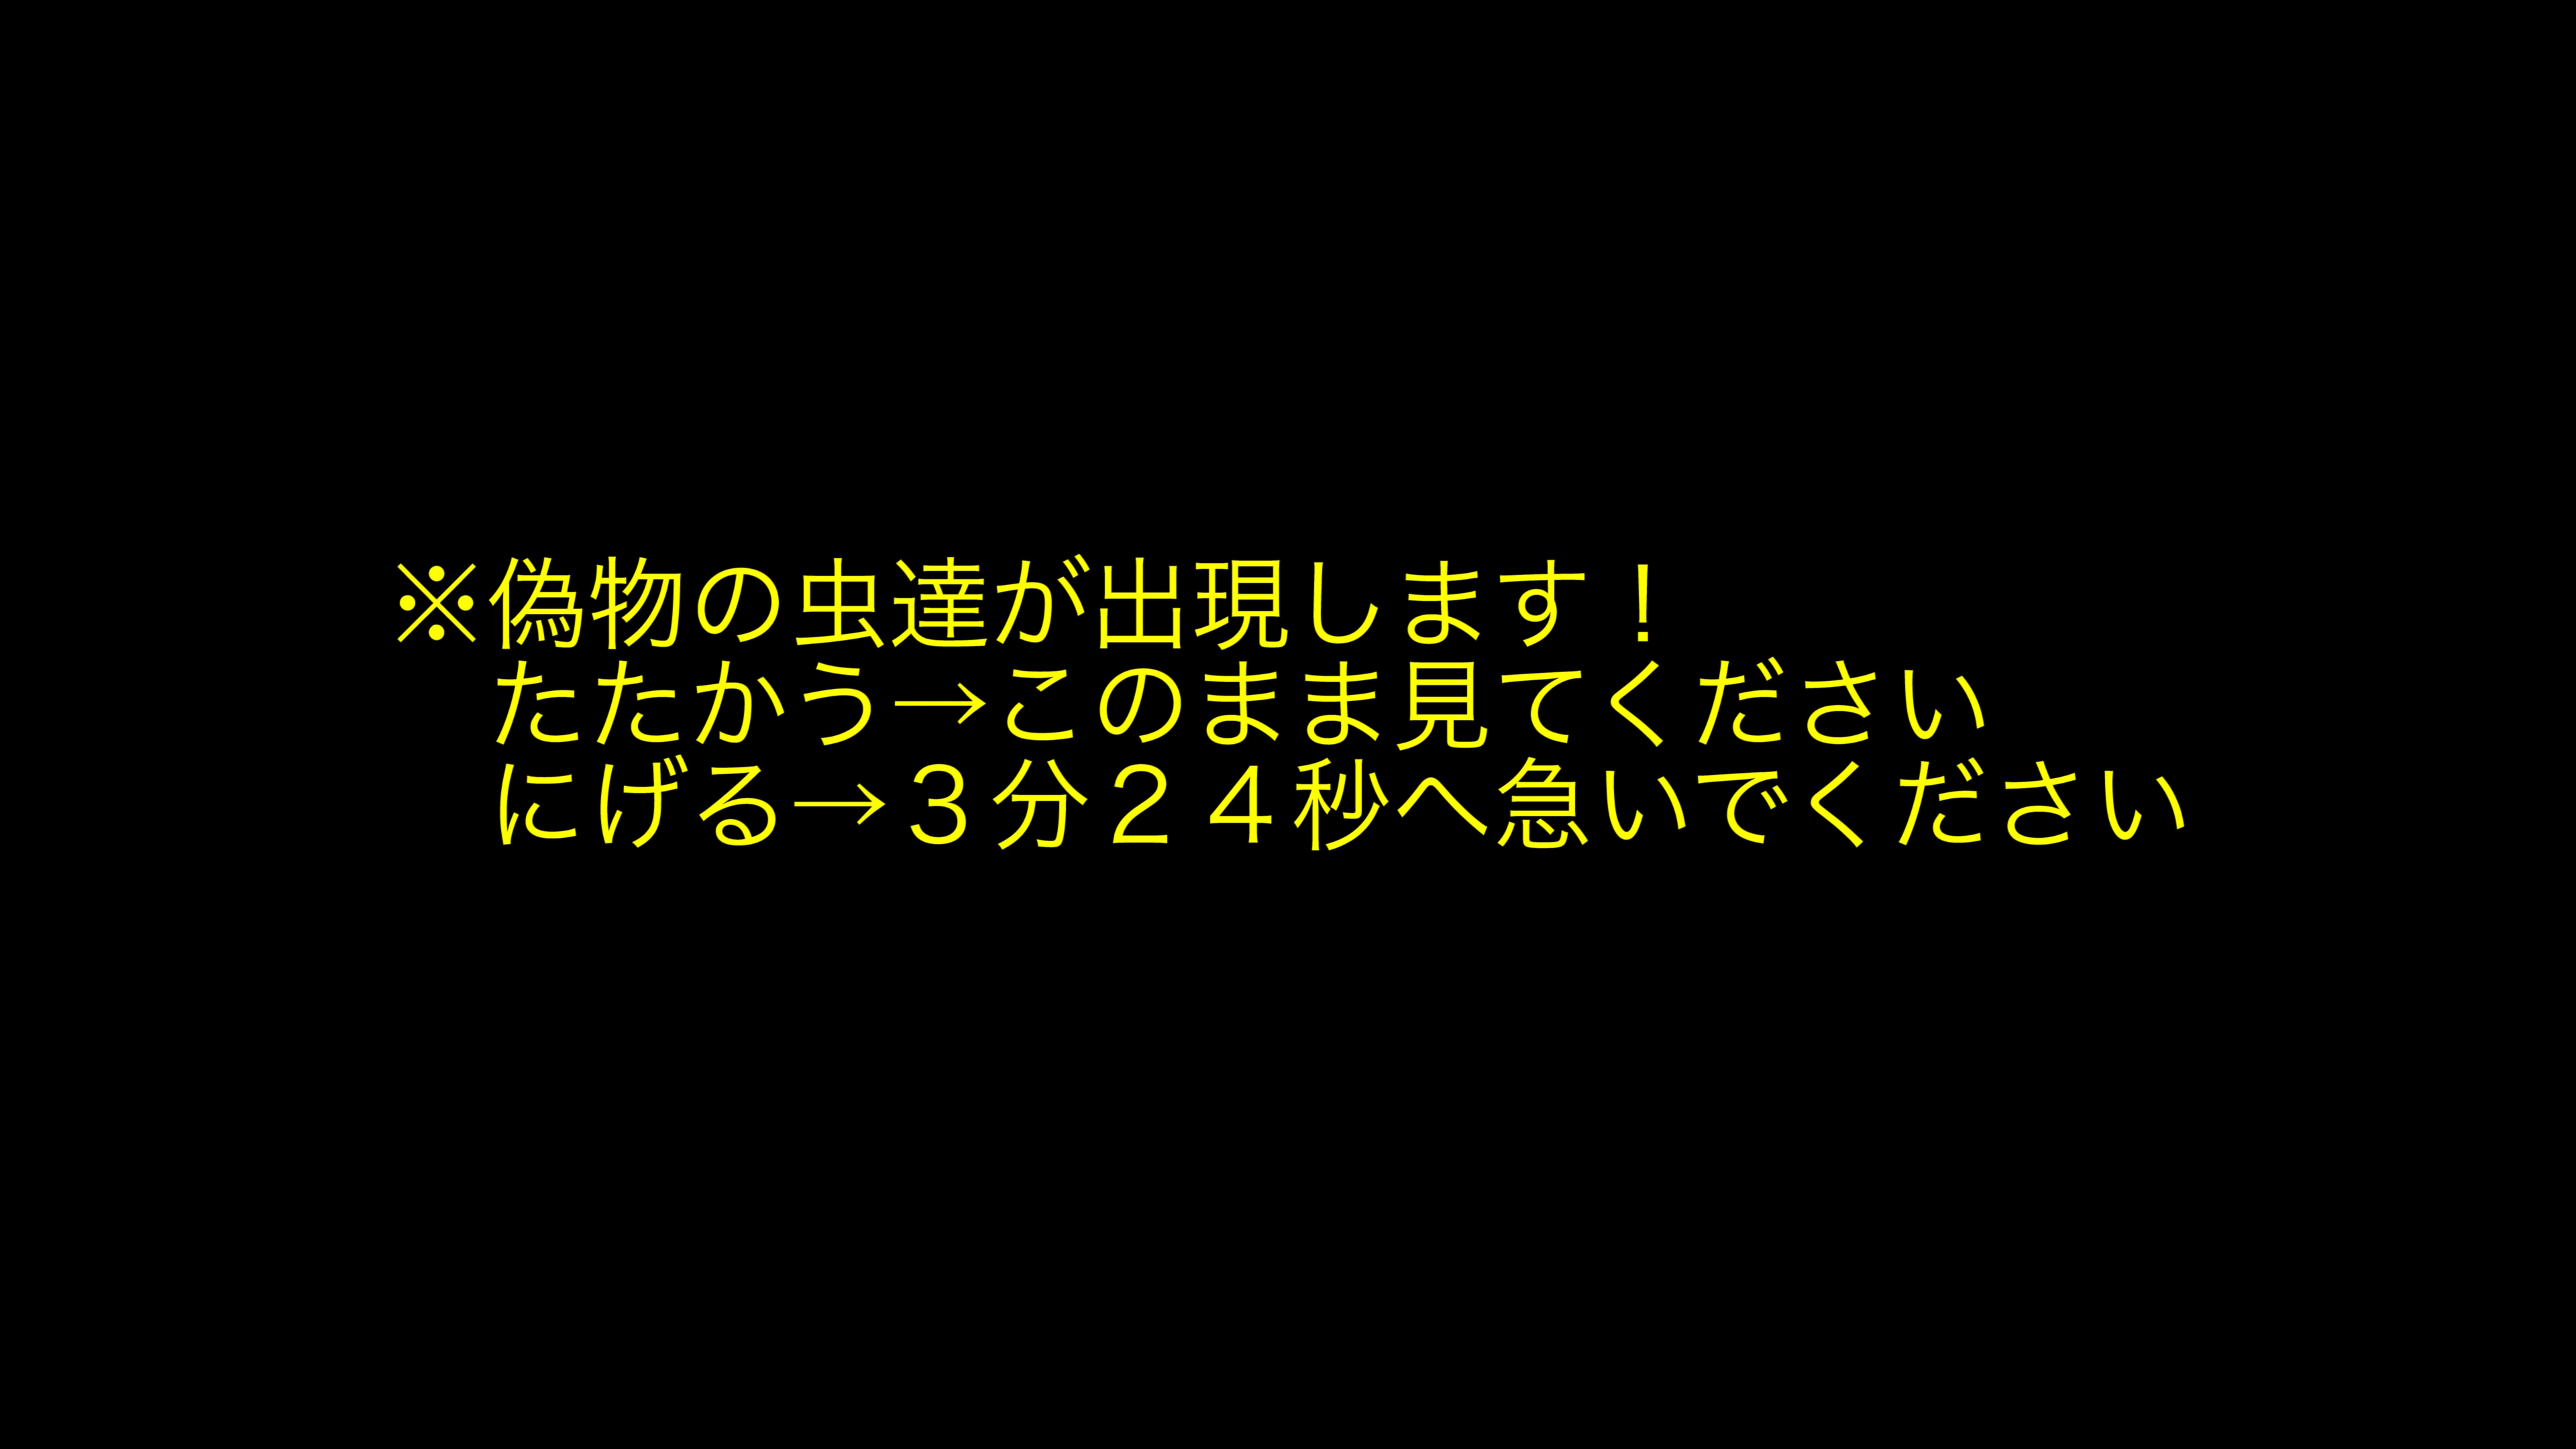 ※偽物の虫達が出現します！
たたかう→このまま見てください
にげる→３分２４秒へ急いでください